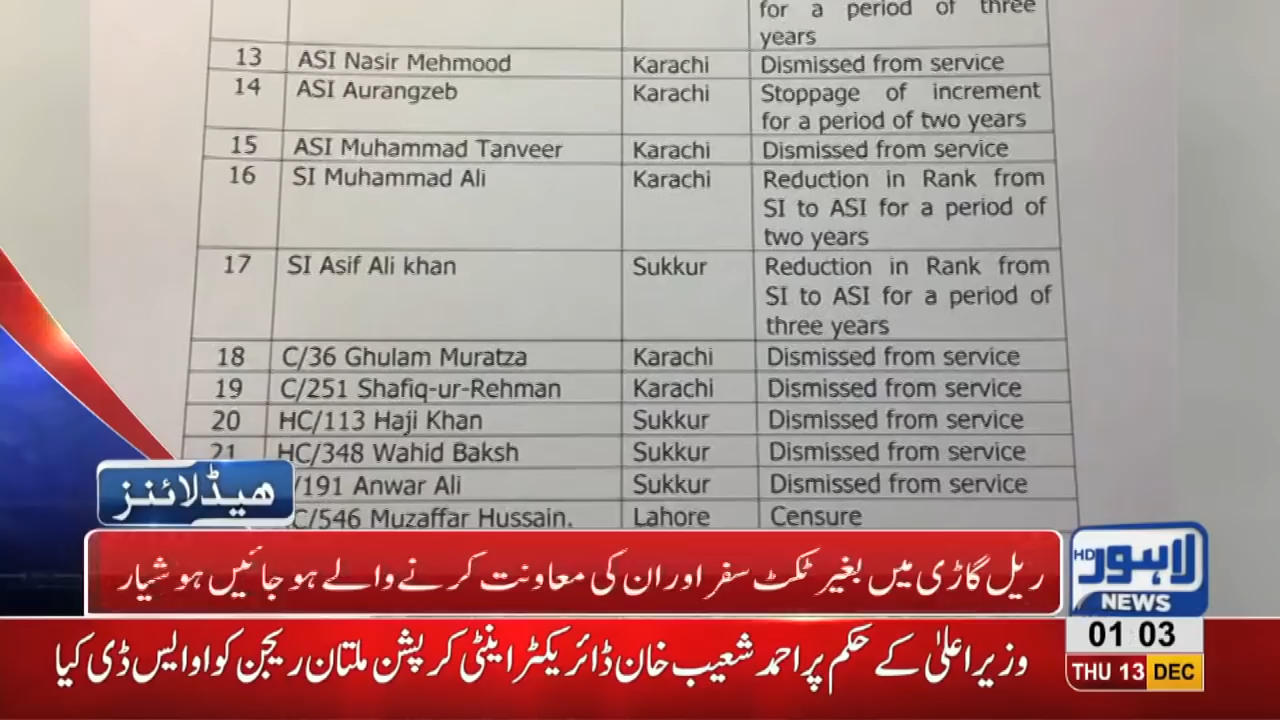 for a period of three
years
13 ASI Nasir Mehmood Karachi Dismissed from service
14 ASI Aurangzeb Karachi Stoppage of increment
for a period of two years
15 ASI Muhammad Tanveer Karachi Dismissed from service
16 SI Muhammad Ali Karachi Reduction in Rank from
SI to ASI for a period of
two years
17 SI Asif Ali khan Sukkur Reduction in Rank from
SI to ASI for a period of
three years
18 C/36 Ghulam Muratza Karachi Dismissed from service
19 C/251 Shafiq-ur-Rehman Karachi Dismissed from service
20 HC/113 Haji Khan Sukkur Dismissed from service
21 HC/348 Wahid Baksh Sukkur Dismissed from service
/191 Anwar Ali Sukkur Dismissed from service
C/546 Muzaffar Hussain. Lahore Censure
ہیڈلائنز
ریل گاڑی میں بغیر ٹکٹ سفر اور ان کی معاونت کرنے والے ہو جائیں ہوشیار
HD لاہور
NEWS
01 03
THU 13 DEC
وزیراعلیٰ کے حکم پر احمد شعیب خان ڈائریکٹر اینٹی کرپشن ملتان ریجن کو او ایس ڈی کیا